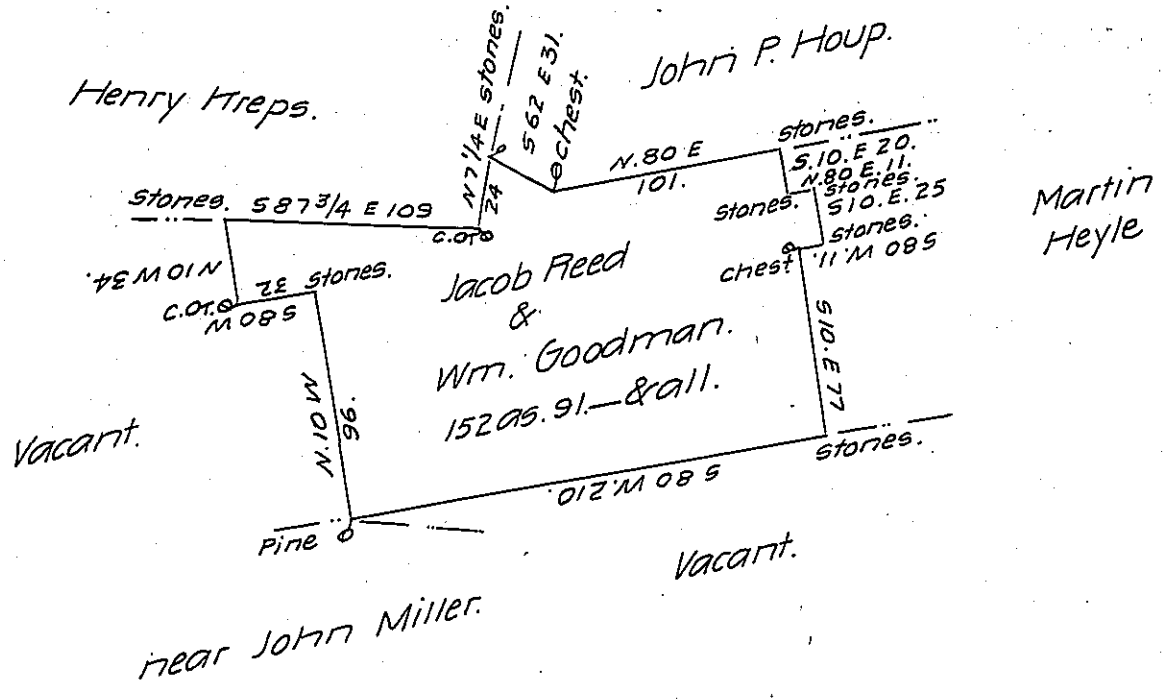 Henry Kreps.
John P. Houp.
N 7 1/4 E stones.
24
S 62 E 31.
chest.
N. 80 E
101.
stones.
S. 10. E 20.
N. 80 E. 11.
Stones.
stones.
S 10. E. 25
Stones.
S 80 W. 11.
chest
Martin
Heyle
Stones.
S 87 3/4 E 109
C.O.
N 10 W 34.
C.O.
32
Stones.
S 80 W
Jacob Reed
&
Wm. Goodman.
152 as. 91.—&all.
S 10. E 77
N. 10 W
96.
Vacant.
Stones.
S 80 W. 210.
Pine
Vacant.
near John Miller.